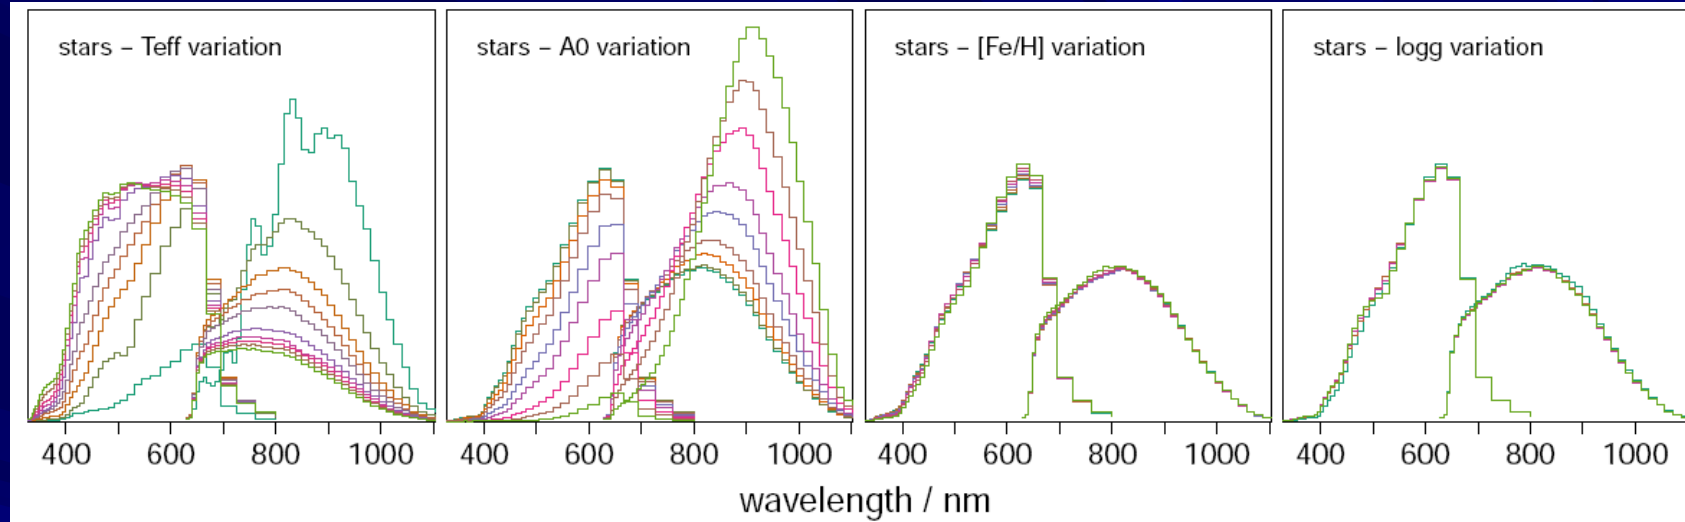 stars – Teff variation
stars – A0 variation
stars – [Fe/H] variation
stars – logg variation
400 600 800 1000
400 600 800 1000
400 600 800 1000
400 600 800 1000
wavelength / nm